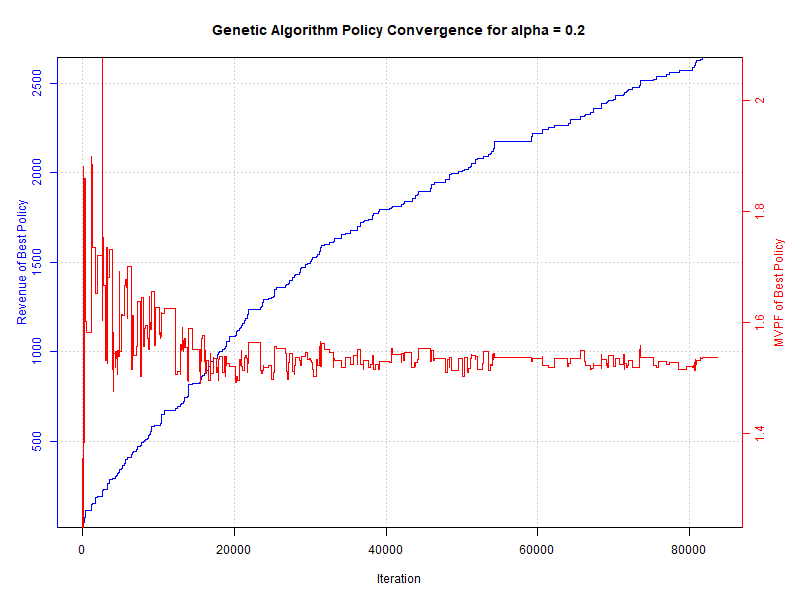 Genetic Algorithm Policy Convergence for alpha = 0.2
Revenue of Best Policy
2500
2000
1500
1000
500
2
1.8
1.6
1.4
MVPF of Best Policy
0 20000 40000 60000 80000
Iteration